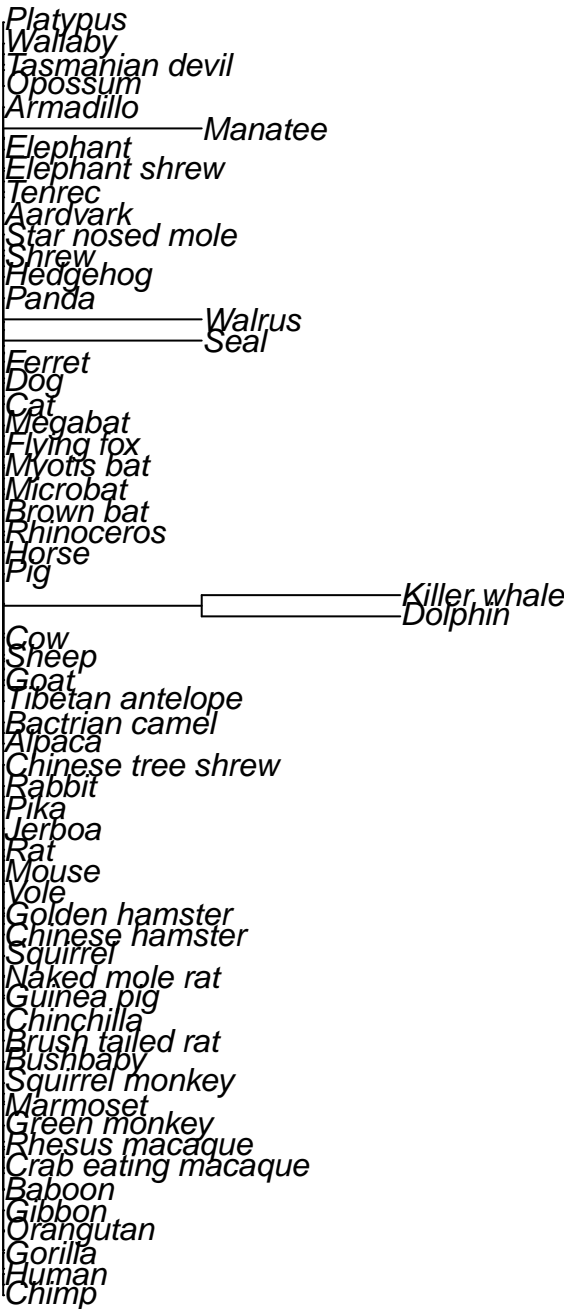 Platypus
Wallaby
Tasmanian devil
Opossum
Armadillo
Manatee
Elephant
Elephant shrew
Tenrec
Aardvark
Star nosed mole
Shrew
Hedgehog
Panda
Walrus
Seal
Ferret
Dog
Cat
Megabat
Flying fox
Myotis bat
Microbat
Brown bat
Rhinoceros
Horse
Pig
Killer whale
Dolphin
Cow
Sheep
Goat
Tibetan antelope
Bactrian camel
Alpaca
Chinese tree shrew
Rabbit
Pika
Jerboa
Rat
Mouse
Vole
Golden hamster
Chinese hamster
Squirrel
Naked mole rat
Guinea pig
Chinchilla
Brush tailed rat
Bushbaby
Squirrel monkey
Marmoset
Green monkey
Rhesus macaque
Crab eating macaque
Baboon
Gibbon
Orangutan
Gorilla
Human
Chimp